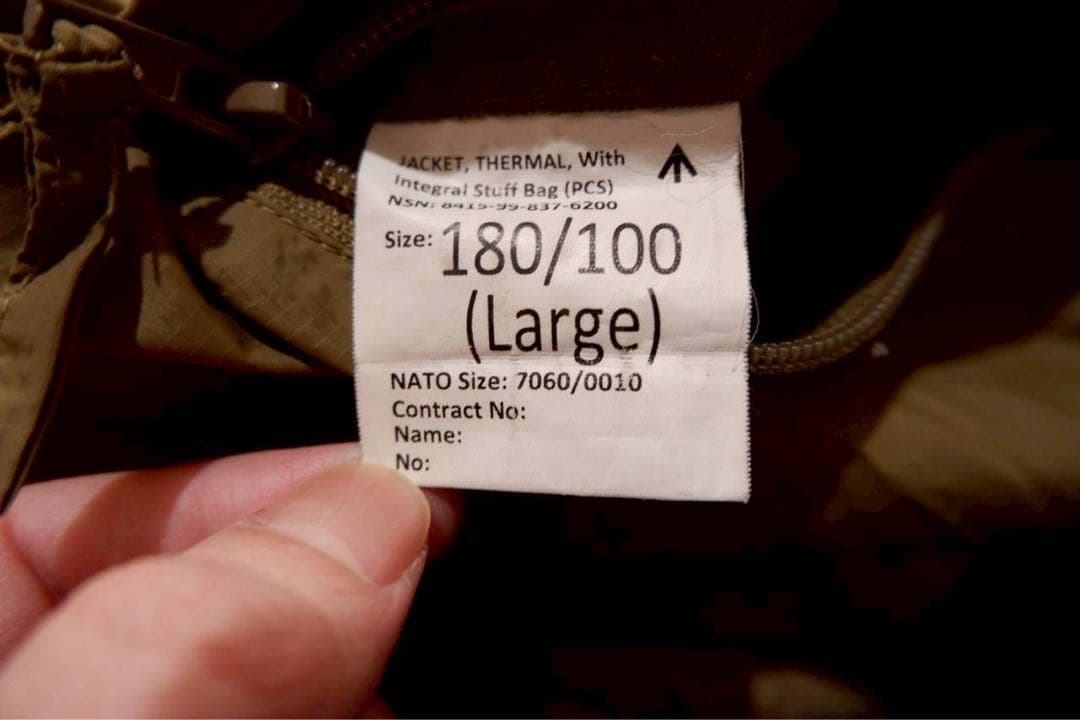 JACKET, THERMAL, With
Integral Stuff Bag (PCS)
NSN: 8415-99-837-6200
Size: 180/100
(Large)
NATO Size: 7060/0010
Contract No:
Name:
No: